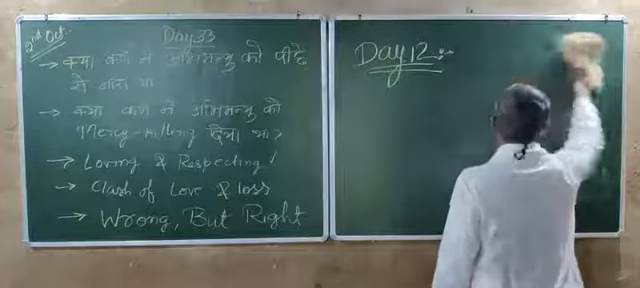 2nd Oct.
Day 33
→ क्या कर्ण ने अभिमन्यु को पीछे
से मारा था
→ क्या कर्ण ने अभिमन्यु को
Mercy-killing दिया था?
→ Loving & Respecting
→ Clash of Love & loss
→ Wrong, But Right
Day 12:-